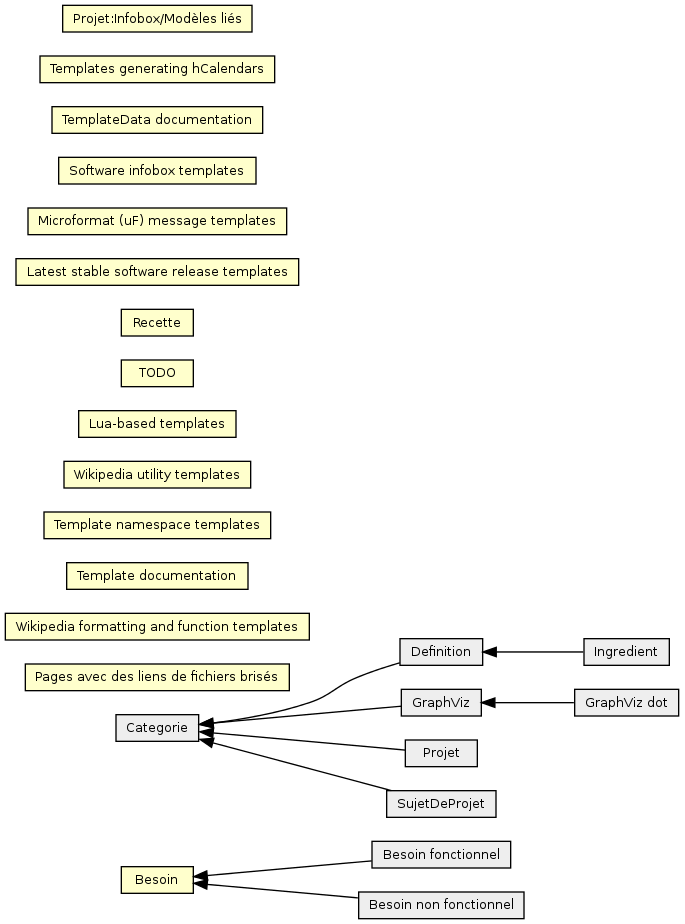 Projet:Infobox/Modèles liés
Templates generating hCalendars
TemplateData documentation
Software infobox templates
Microformat (uF) message templates
Latest stable software release templates
Recette
TODO
Lua-based templates
Wikipedia utility templates
Template namespace templates
Template documentation
Wikipedia formatting and function templates
Definition
Ingredient
Pages avec des liens de fichiers brisés
GraphViz
GraphViz dot
Categorie
Projet
SujetDeProjet
Besoin fonctionnel
Besoin
Besoin non fonctionnel